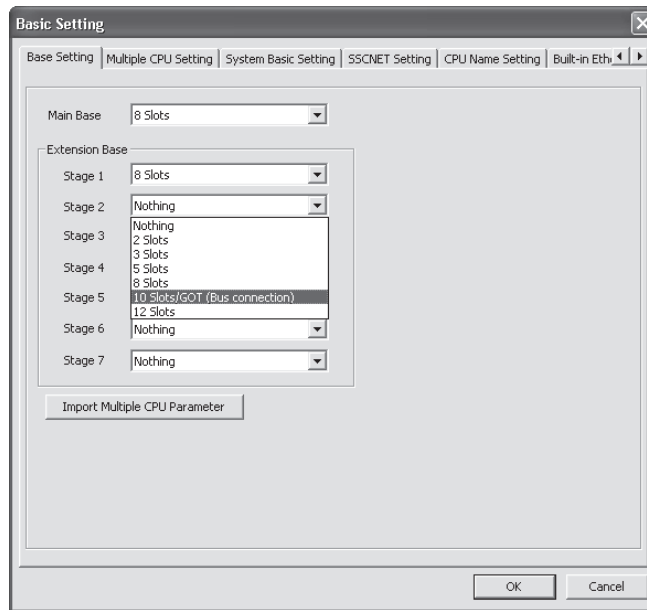 Basic Setting
Base Setting Multiple CPU Setting System Basic Setting SSCNET Setting CPU Name Setting Built-in Eth
Main Base 8 Slots
Extension Base
Stage 1 8 Slots
Stage 2 Nothing
Nothing
Stage 3 2 Slots
3 Slots
Stage 4 5 Slots
8 Slots
Stage 5 10 Slots/GOT (Bus connection)
12 Slots
Stage 6 Nothing
Stage 7 Nothing
Import Multiple CPU Parameter
OK Cancel